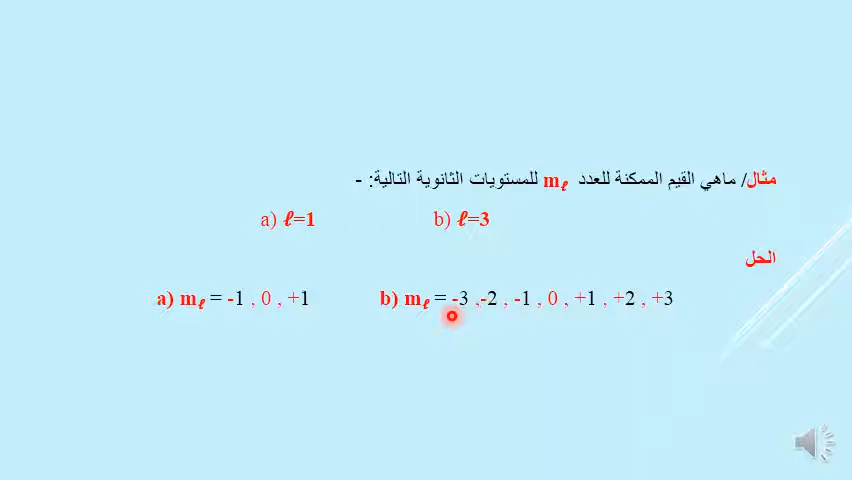 مثال/ ماهي القيم الممكنة للعدد mℓ للمستويات الثانوية التالية: -
a) ℓ=1 b) ℓ=3
الحل
a) mℓ = -1 , 0 , +1 b) mℓ = -3 ,-2 , -1 , 0 , +1 , +2 , +3